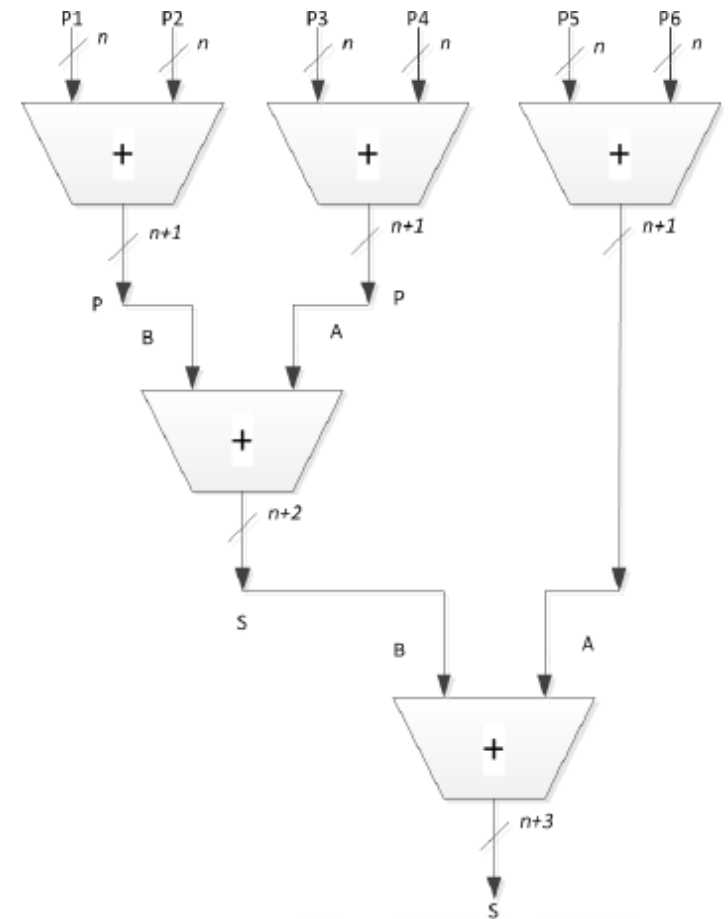 P1 P2 P3 P4 P5 P6
n n n n n n
+ + +
n+1 n+1 n+1
P P
B A
+
n+2
S
B A
+
n+3
S